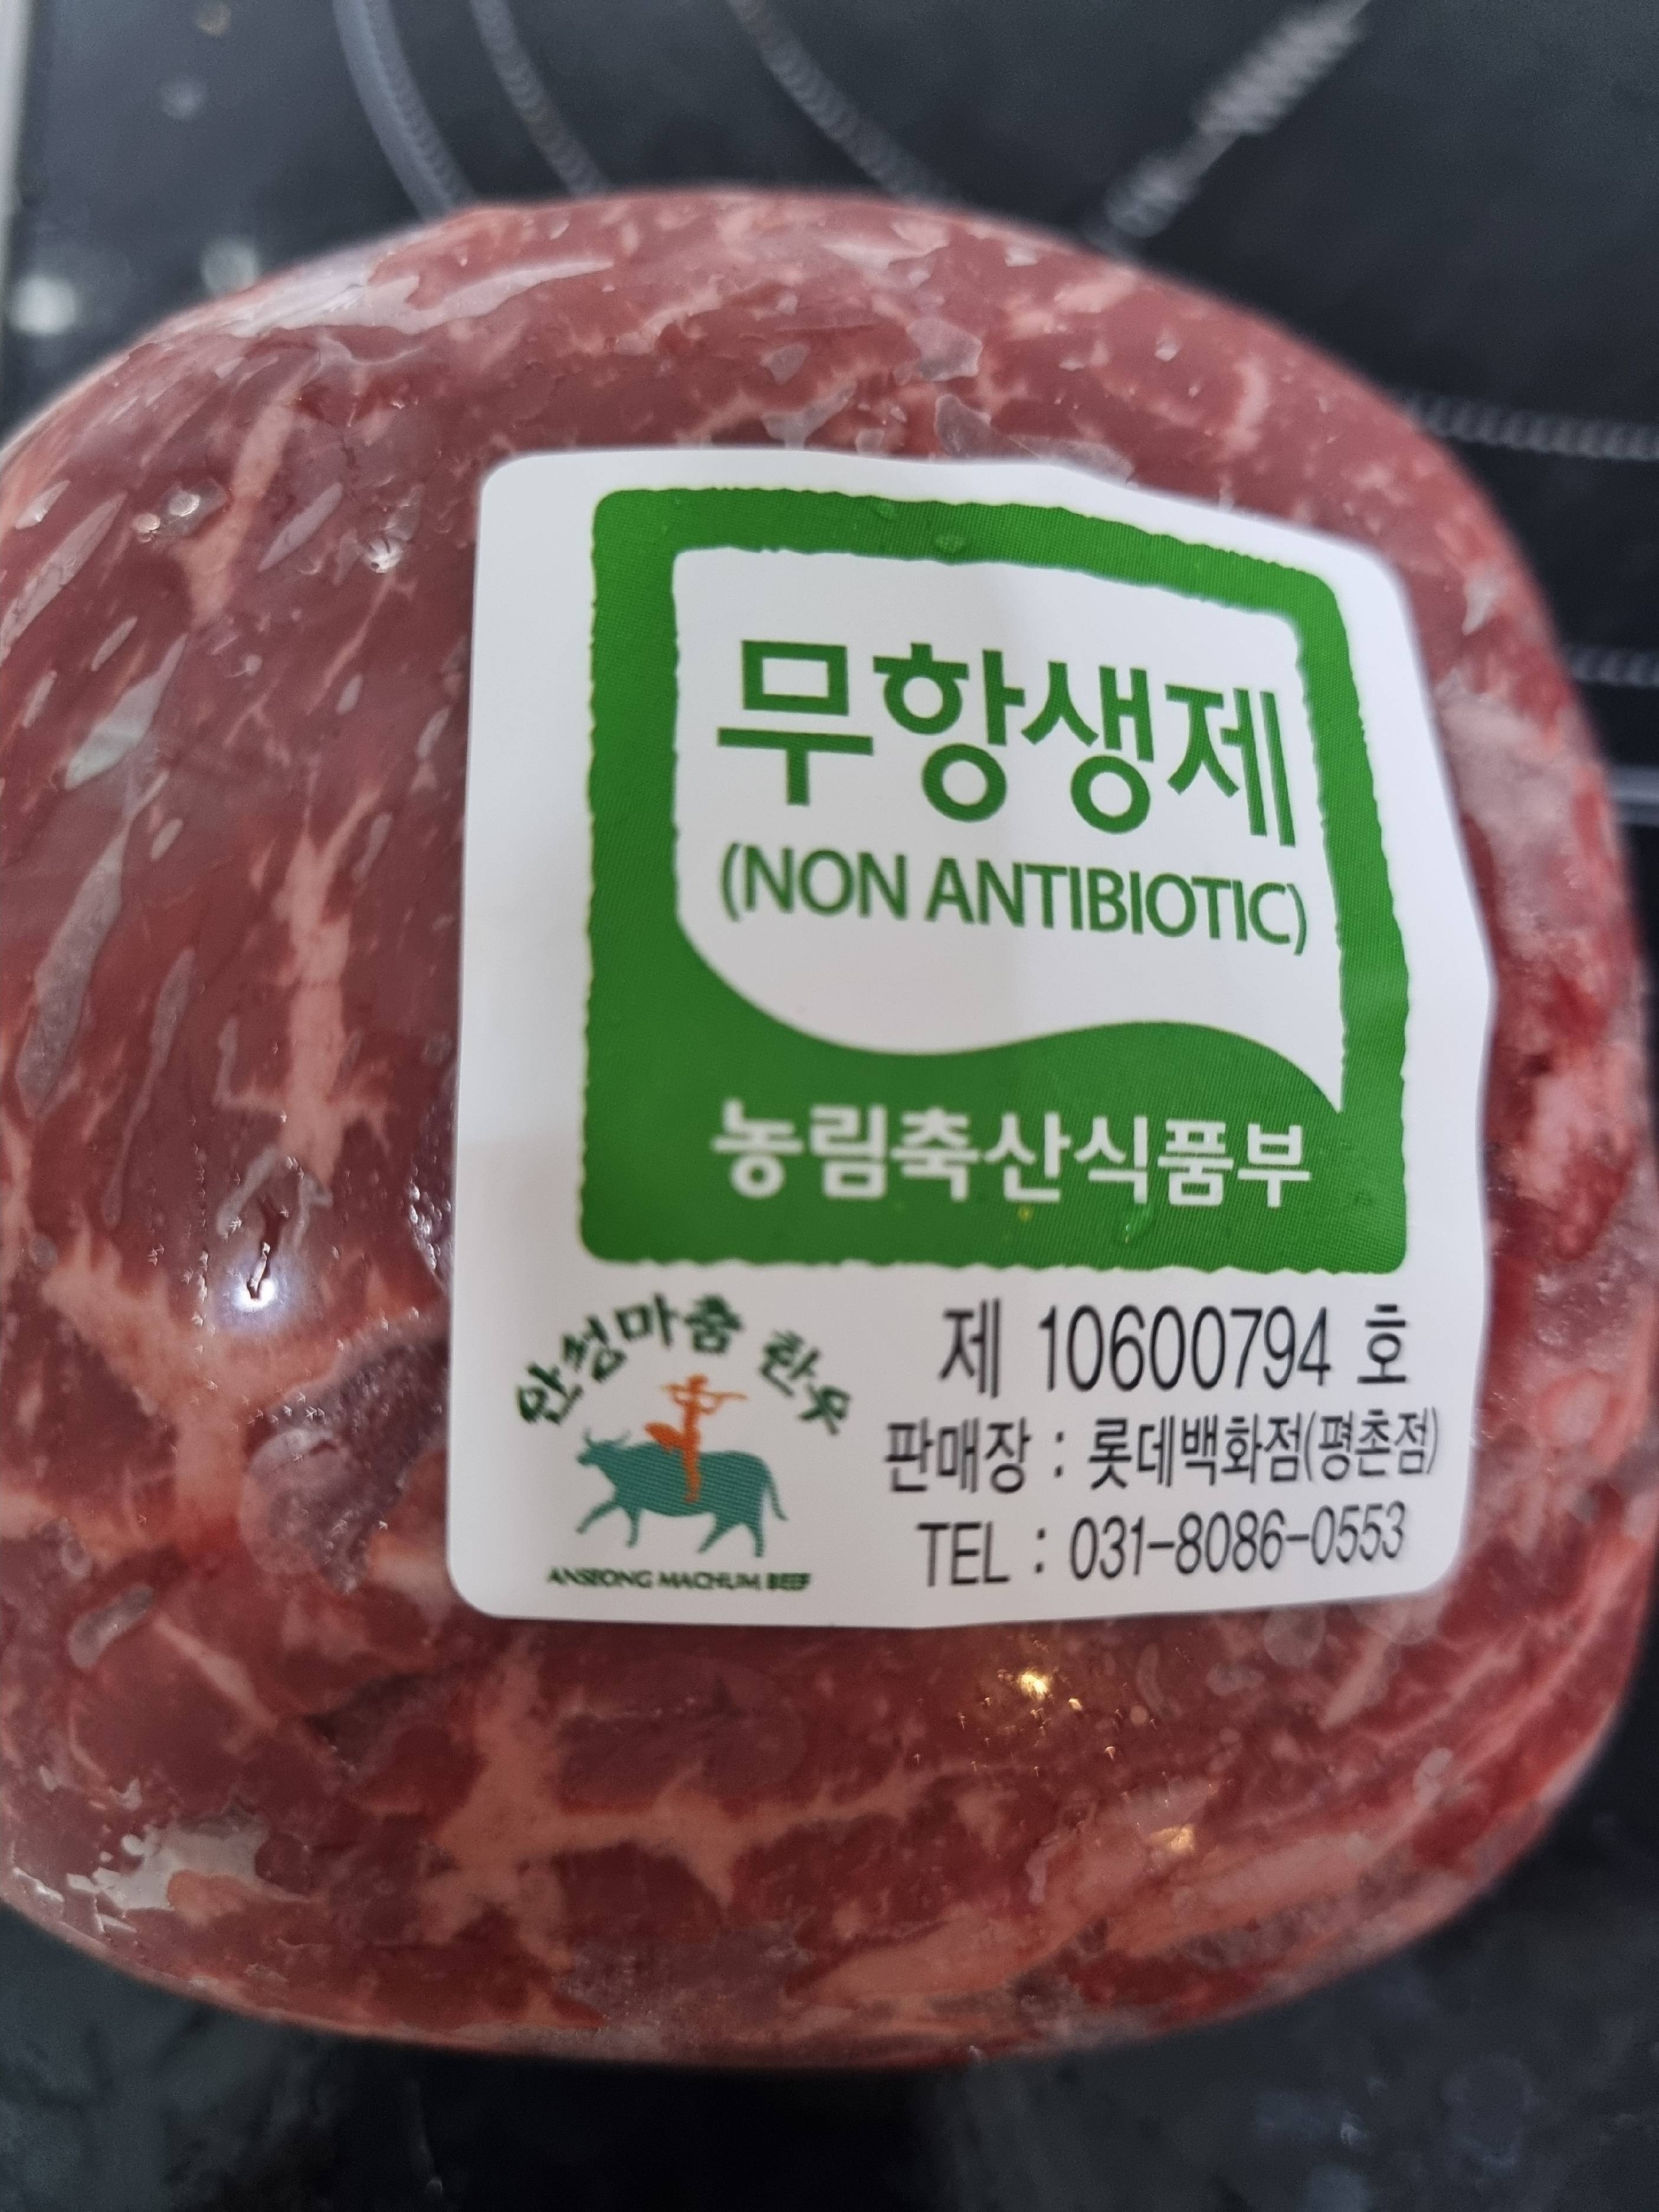 무항생제
(NON ANTIBIOTIC)
농림축산식품부
안성마춤 한우
ANSEONG MACHUM BEEF
제 10600794 호
판매장 : 롯데백화점(평촌점)
TEL : 031-8086-0553